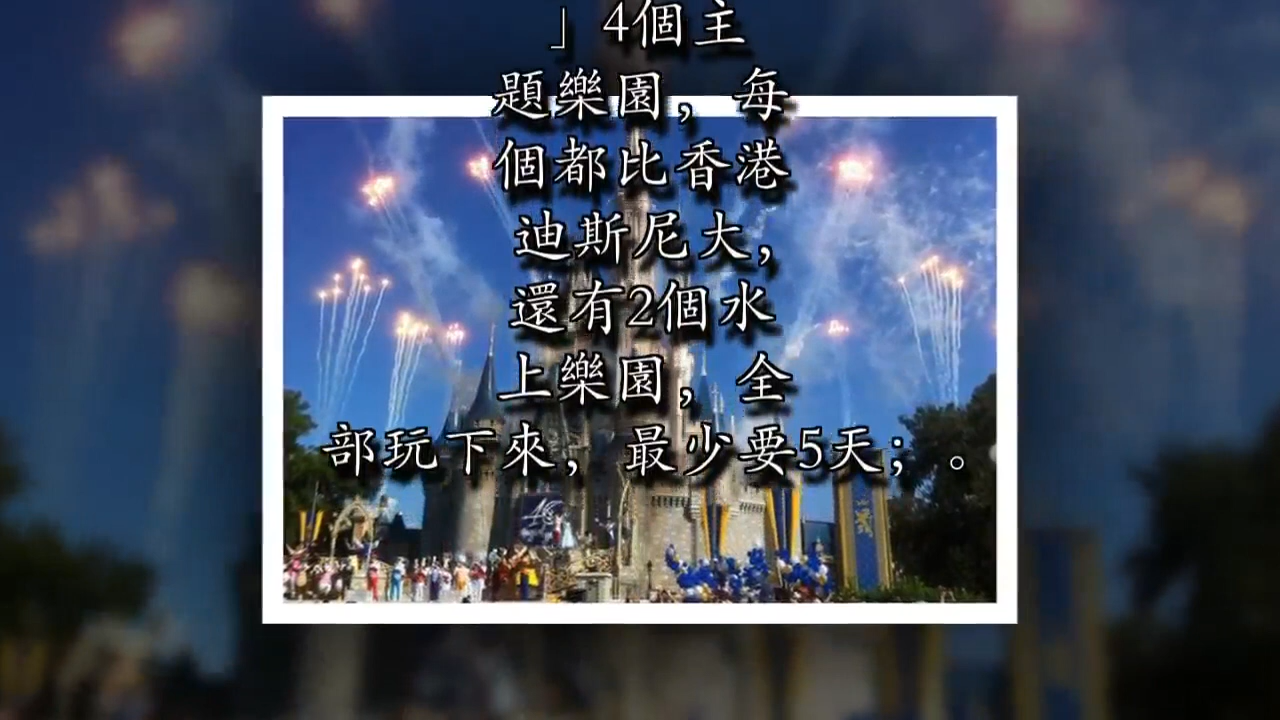 」4個主
題樂園，每
個都比香港
迪斯尼大，
還有2個水
上樂園，全
部玩下來，最少要5天；。